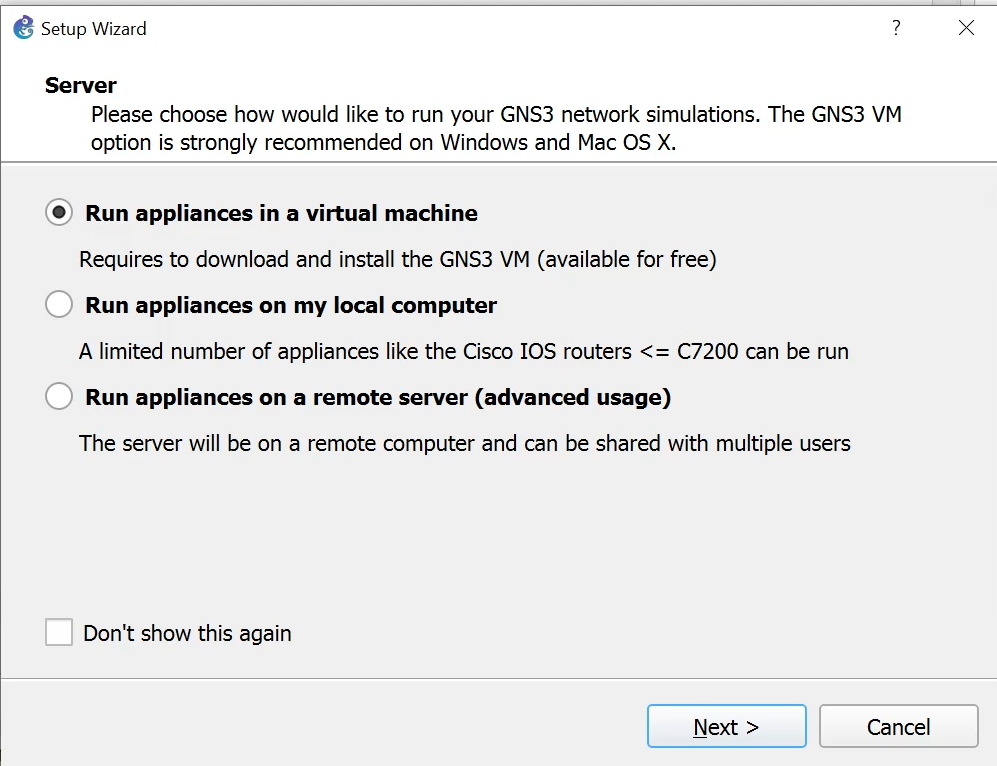 Setup Wizard
?
Server
Please choose how would like to run your GNS3 network simulations. The GNS3 VM
option is strongly recommended on Windows and Mac OS X.
Run appliances in a virtual machine
Requires to download and install the GNS3 VM (available for free)
Run appliances on my local computer
A limited number of appliances like the Cisco IOS routers <= C7200 can be run
Run appliances on a remote server (advanced usage)
The server will be on a remote computer and can be shared with multiple users
Don't show this again
Next >
Cancel